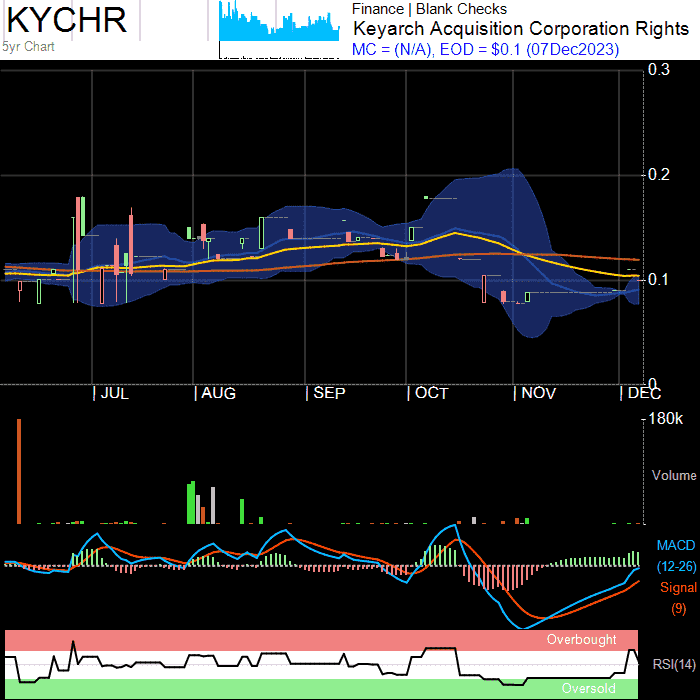 KYCHR
5yr Chart
Finance | Blank Checks
Keyarch Acquisition Corporation Rights
MC = (N/A), EOD = $0.1 (07Dec2023)
0.3
0.2
0.1
0
| JUL | AUG | SEP | OCT | NOV | DEC
180k
Volume
MACD
(12-26)
Signal
(9)
Overbought
RSI(14)
Oversold